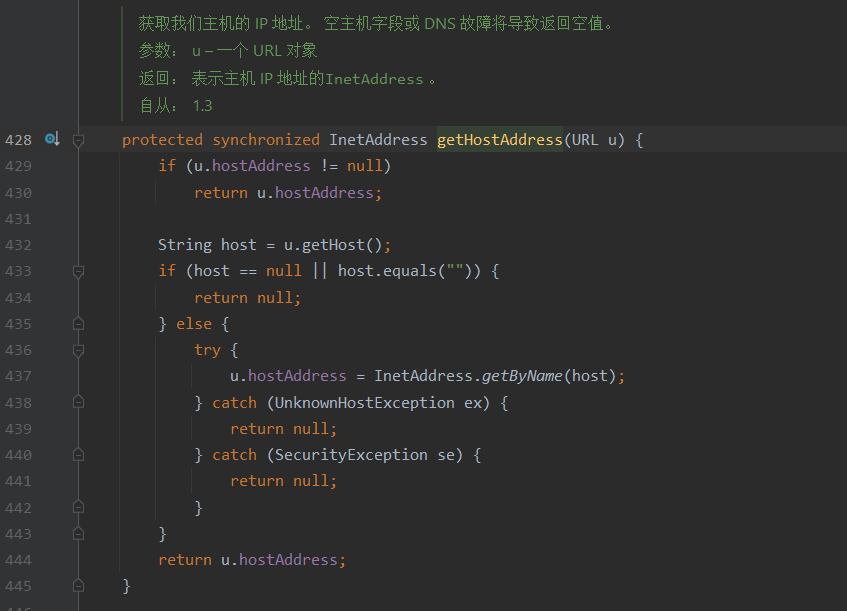 获取我们主机的 IP 地址。 空主机字段或 DNS 故障将导致返回空值。
参数： u – 一个 URL 对象
返回： 表示主机 IP 地址的InetAddress 。
自从： 1.3
428 protected synchronized InetAddress getHostAddress(URL u) {
429 if (u.hostAddress != null)
430 return u.hostAddress;
431
432 String host = u.getHost();
433 if (host == null || host.equals("")) {
434 return null;
435 } else {
436 try {
437 u.hostAddress = InetAddress.getByName(host);
438 } catch (UnknownHostException ex) {
439 return null;
440 } catch (SecurityException se) {
441 return null;
442 }
443 }
444 return u.hostAddress;
445 }